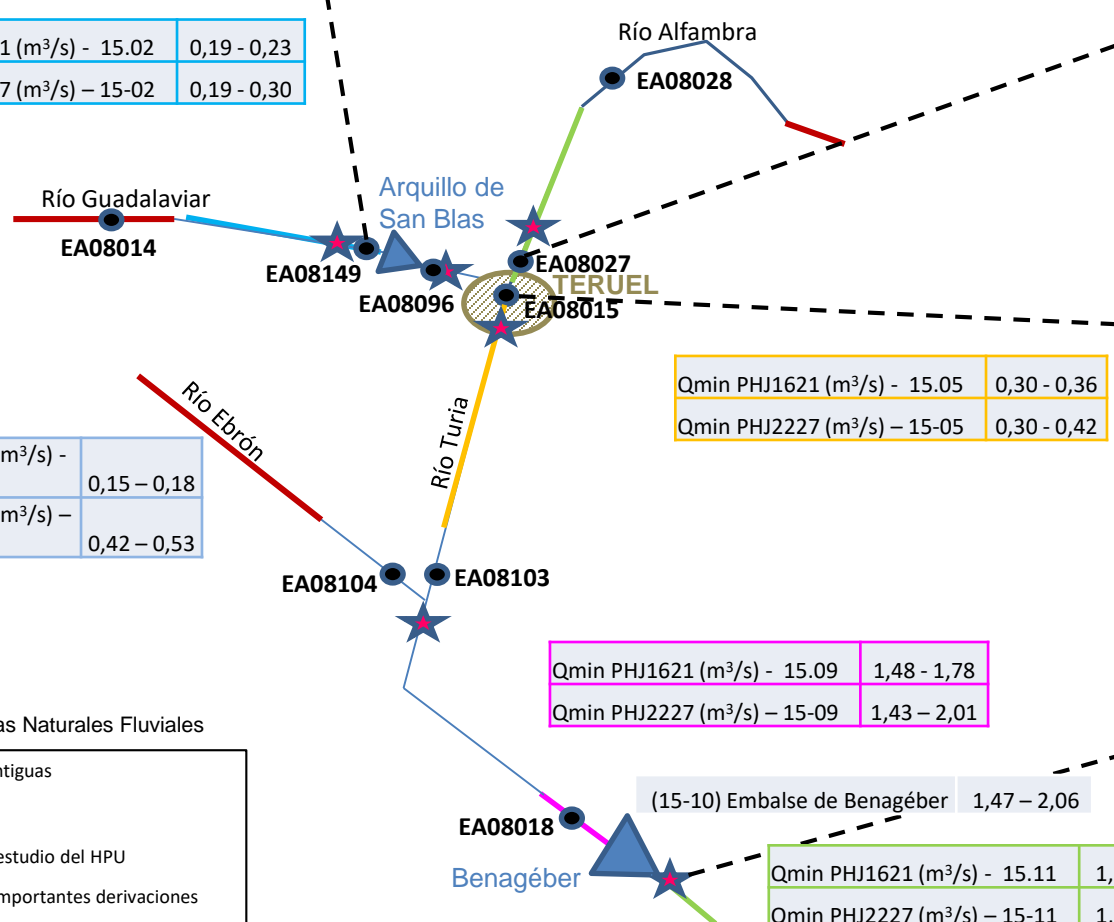 1 (m³/s) - 15.02 0,19 - 0,23
7 (m³/s) – 15-02 0,19 - 0,30
Río Alfambra
EA08028
Río Guadalaviar
EA08014
Arquillo de
San Blas
EA08149
EA08096
EA08027
TERUEL
EA08015
Qmin PHJ1621 (m³/s) - 15.05 0,30 - 0,36
Qmin PHJ2227 (m³/s) – 15-05 0,30 - 0,42
Río Ebrón
Río Turia
m³/s) -
0,15 – 0,18
m³/s) –
0,42 – 0,53
EA08104
EA08103
Qmin PHJ1621 (m³/s) - 15.09 1,48 - 1,78
Qmin PHJ2227 (m³/s) – 15-09 1,43 – 2,01
as Naturales Fluviales
ntiguas
estudio del HPU
mportantes derivaciones
(15-10) Embalse de Benagéber 1,47 – 2,06
EA08018
Benagéber
Qmin PHJ1621 (m³/s) - 15.11 1,
Qmin PHJ2227 (m³/s) – 15-11 1,